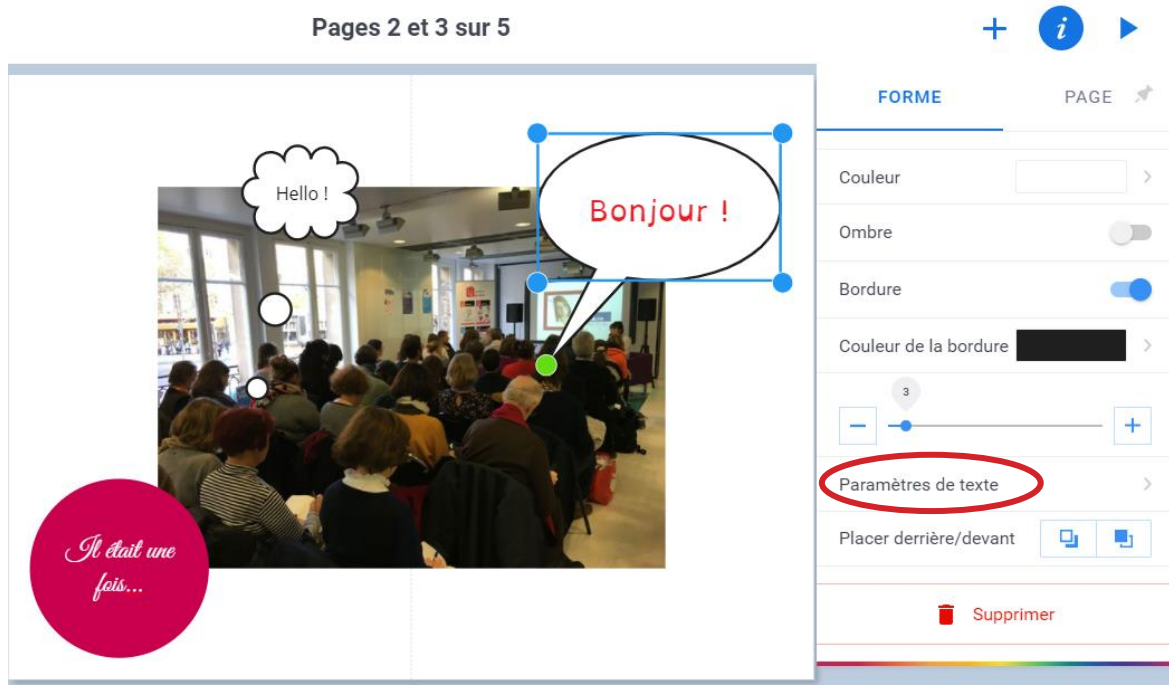 Pages 2 et 3 sur 5
i
FORME
PAGE
Hello !
Bonjour !
Couleur
Ombre
Bordure
Couleur de la bordure
3
Paramètres de texte
Placer derrière/devant
Supprimer
Il était une
fois...